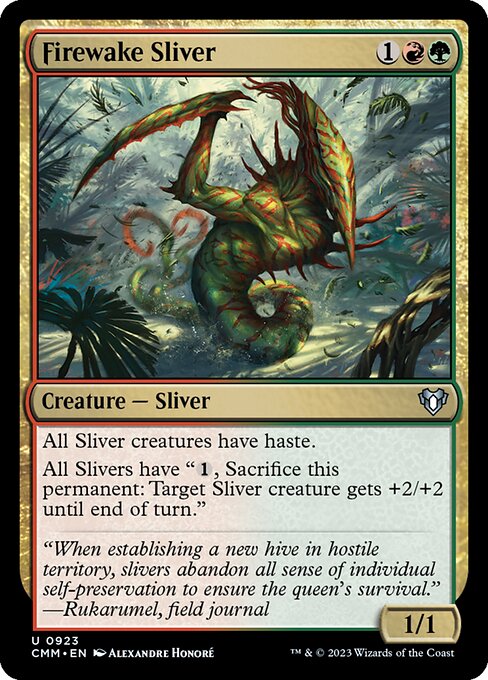 Firewake Sliver 1
Creature — Sliver
All Sliver creatures have haste.
All Slivers have “ 1 , Sacrifice this
permanent: Target Sliver creature gets +2/+2
until end of turn.”
“When establishing a new hive in hostile
territory, slivers abandon all sense of individual
self-preservation to ensure the queen’s survival.”
—Rukarumel, field journal
1/1
U 0923
CMM • EN Alexandre Honoré
™ & © 2023 Wizards of the Coast